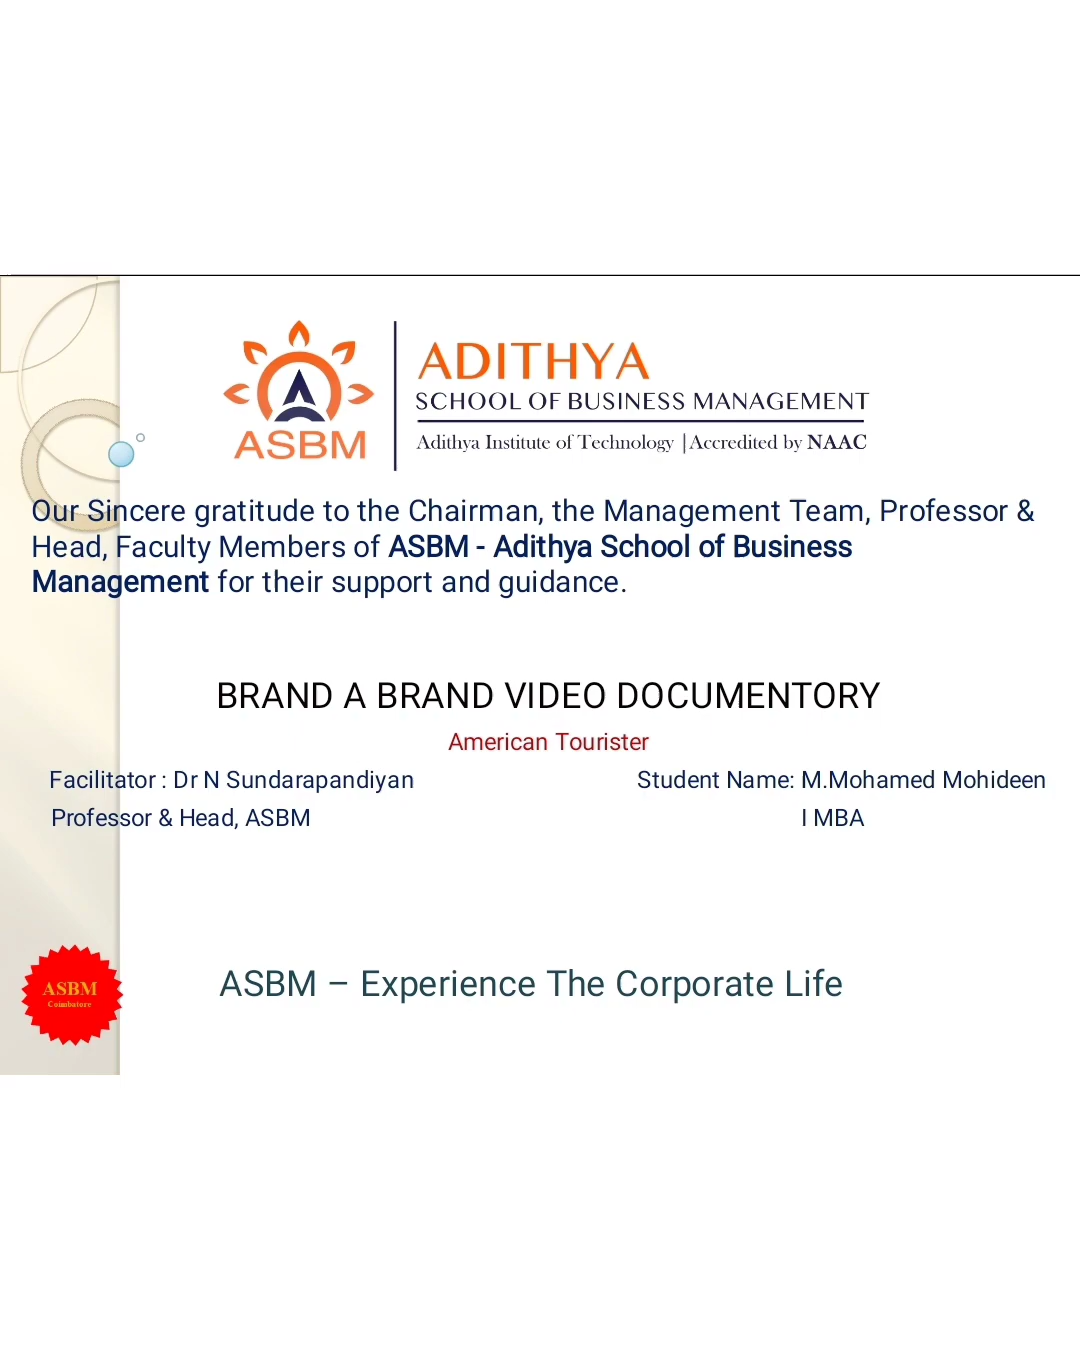 ASBM
ADITHYA
SCHOOL OF BUSINESS MANAGEMENT
Adithya Institute of Technology | Accredited by NAAC
Our Sincere gratitude to the Chairman, the Management Team, Professor &
Head, Faculty Members of ASBM - Adithya School of Business
Management for their support and guidance.
BRAND A BRAND VIDEO DOCUMENTORY
American Tourister
Facilitator : Dr N Sundarapandiyan
Student Name: M.Mohamed Mohideen
Professor & Head, ASBM
I MBA
ASBM
Coimbatore
ASBM – Experience The Corporate Life